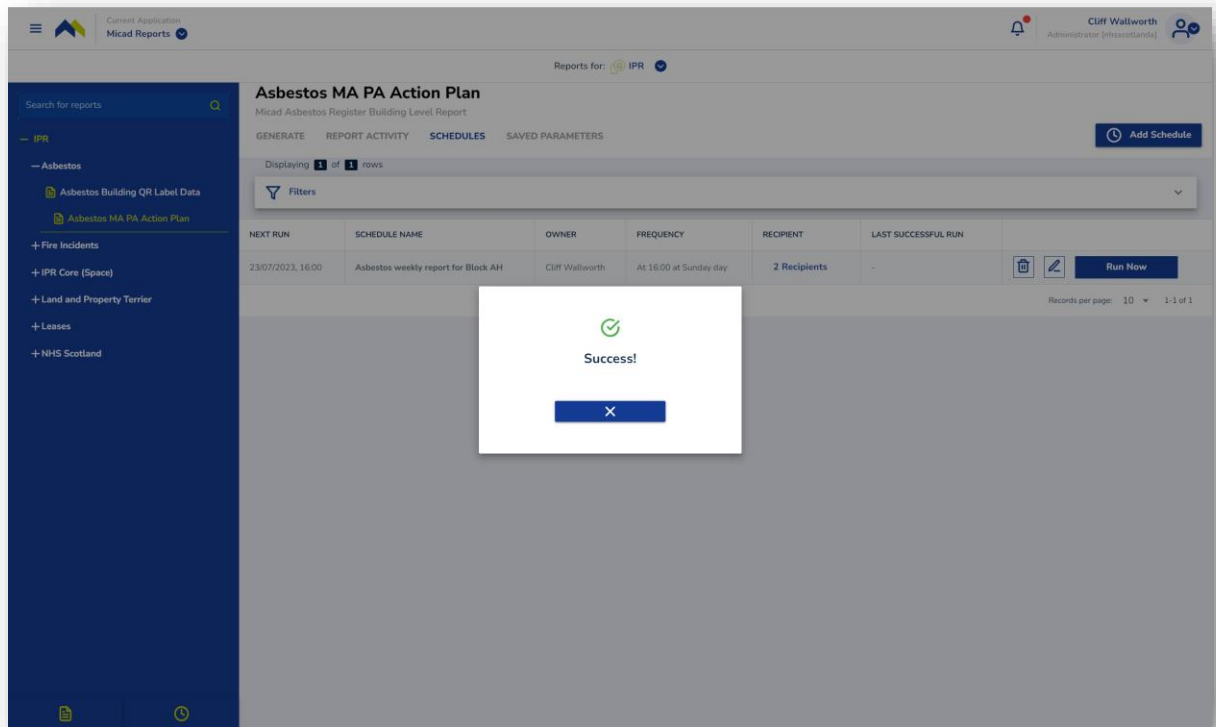 Current Application
Micad Reports
Cliff Wallworth
Administrator [nhsscotlanda]
Reports for: IPR
Search for reports
IPR
Asbestos
Asbestos Building QR Label Data
Asbestos MA PA Action Plan
Fire Incidents
IPR Core (Space)
Land and Property Terrier
Leases
NHS Scotland
Asbestos MA PA Action Plan
Micad Asbestos Register Building Level Report
GENERATE REPORT ACTIVITY SCHEDULES SAVED PARAMETERS
Add Schedule
Displaying 1 of 1 rows
Filters
NEXT RUN SCHEDULE NAME OWNER FREQUENCY RECIPIENT LAST SUCCESSFUL RUN
23/07/2023, 16:00 Asbestos weekly report for Block AH Cliff Wallworth At 16:00 at Sunday day 2 Recipients - Run Now
Records per page: 10 1-1 of 1
Success!